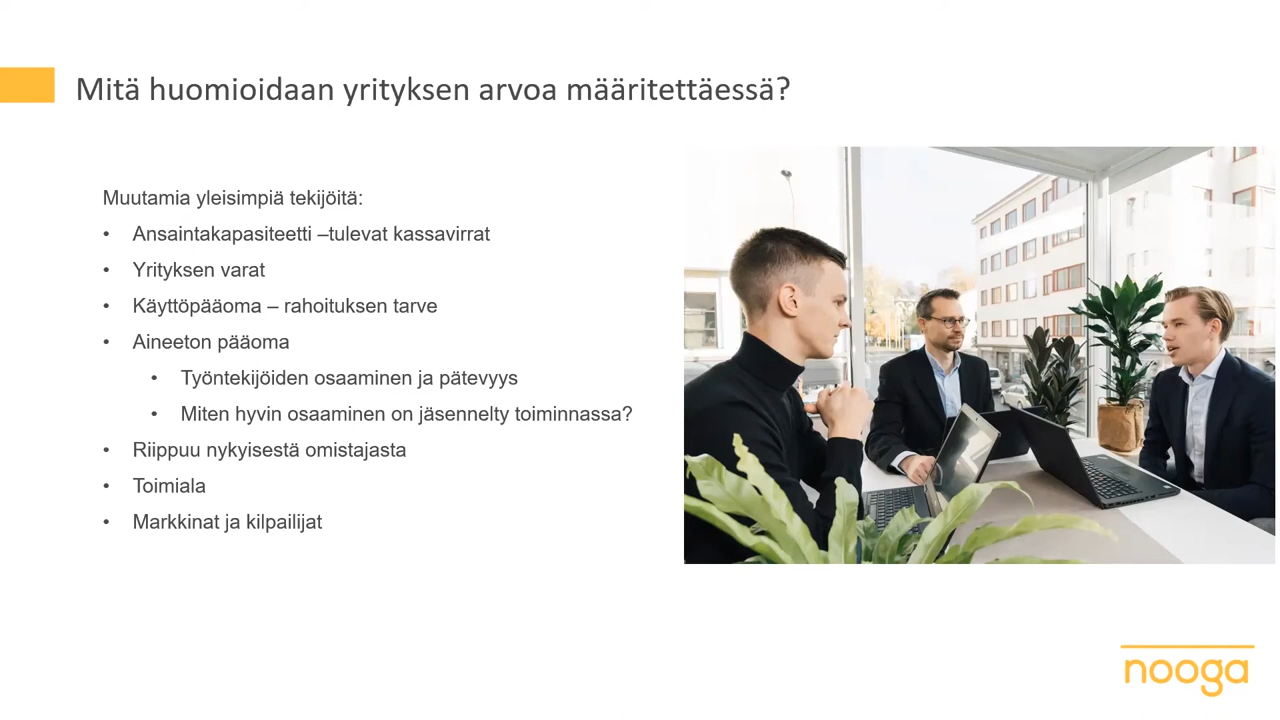 Mitä huomioidaan yrityksen arvoa määritettäessä?
Muutamia yleisimpiä tekijöitä:
• Ansaintakapasiteetti –tulevat kassavirrat
• Yrityksen varat
• Käyttöpääoma – rahoituksen tarve
• Aineeton pääoma
• Työntekijöiden osaaminen ja pätevyys
• Miten hyvin osaaminen on jäsennelty toiminnassa?
• Riippuu nykyisestä omistajasta
• Toimiala
• Markkinat ja kilpailijat
nooga